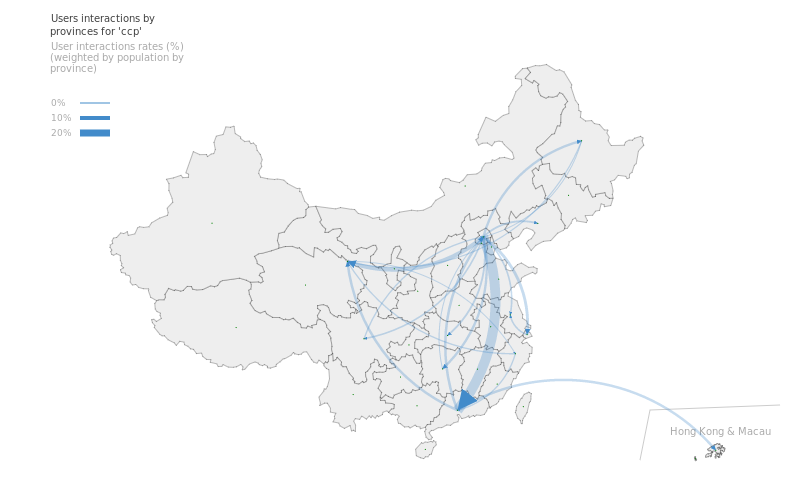 Users interactions by
provinces for 'ccp'
User interactions rates (%)
(weighted by population by
province)
0%
10%
20%
Hong Kong & Macau